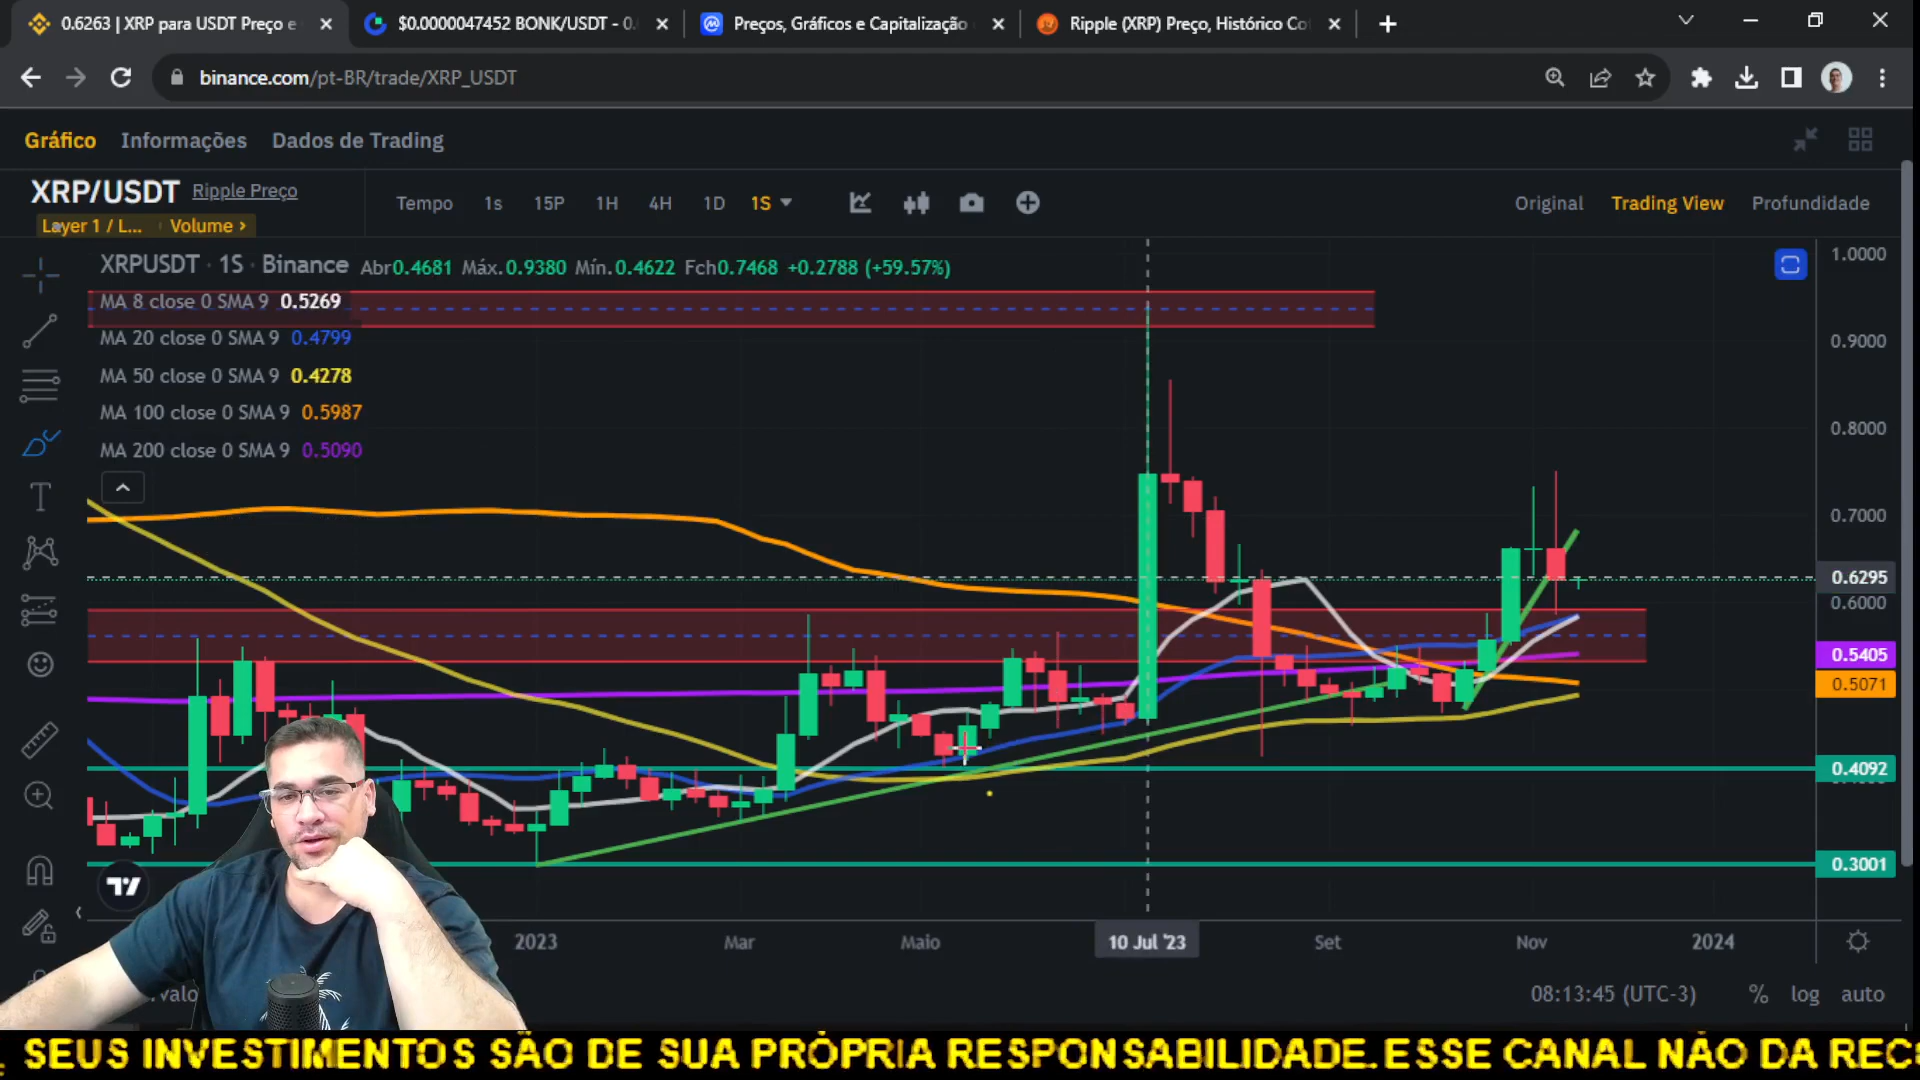 0.6263 | XRP para USDT Preço e
$0.0000047452 BONK/USDT - 0.
Preços, Gráficos e Capitalização
Ripple (XRP) Preço, Histórico Co
binance.com/pt-BR/trade/XRP_USDT
Gráfico Informações Dados de Trading
XRP/USDT Ripple Preço
Layer 1 / L... Volume >
Tempo 1s 15P 1H 4H 1D 1S
Original Trading View Profundidade
XRPUSDT · 1S · Binance Abr0.4681 Máx.0.9380 Mín.0.4622 Fch0.7468 +0.2788 (+59.57%)
MA 8 close 0 SMA 9 0.5269
MA 20 close 0 SMA 9 0.4799
MA 50 close 0 SMA 9 0.4278
MA 100 close 0 SMA 9 0.5987
MA 200 close 0 SMA 9 0.5090
1.0000
0.9000
0.8000
0.7000
0.6295
0.6000
0.5405
0.5071
0.4092
0.3001
2023 Mar Maio 10 Jul '23 Set Nov 2024
08:13:45 (UTC-3) % log auto
SEUS INVESTIMENTOS SÃO DE SUA PRÓPRIA RESPONSABILIDADE.ESSE CANAL NÃO DA REC